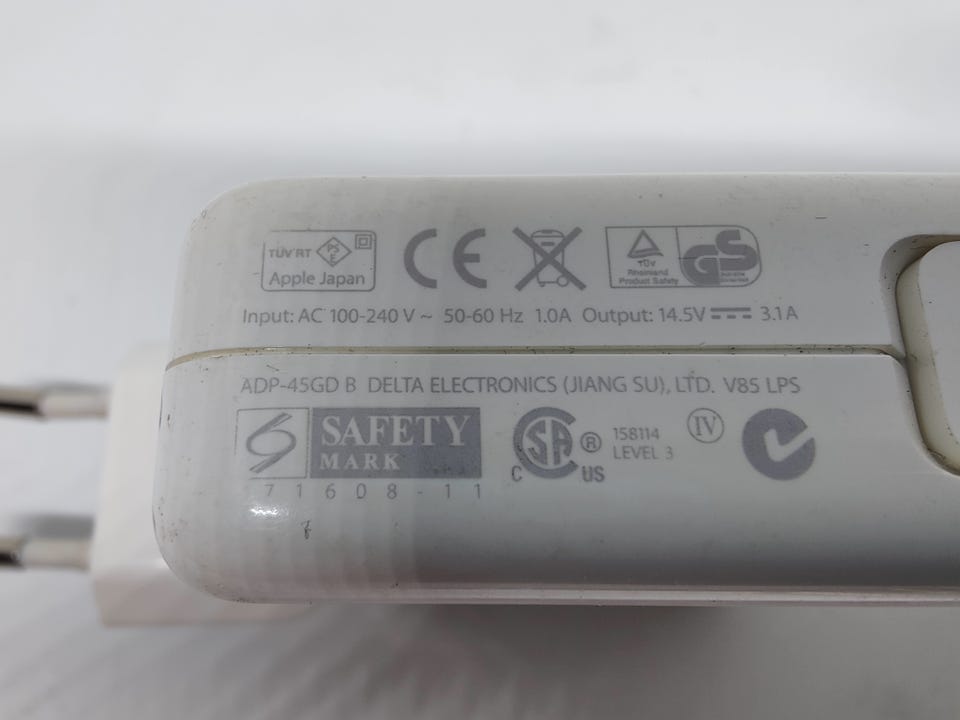 TÜV RT PS E
Apple Japan
CE
TÜV
Rheinland
Product Safety
GS
Input: AC 100-240 V ~ 50-60 Hz 1.0A Output: 14.5V ⎓ 3.1A
ADP-45GD B DELTA ELECTRONICS (JIANG SU), LTD. V85 LPS
SAFETY
MARK
71608-11
C SA ® US
158114
LEVEL 3
IV